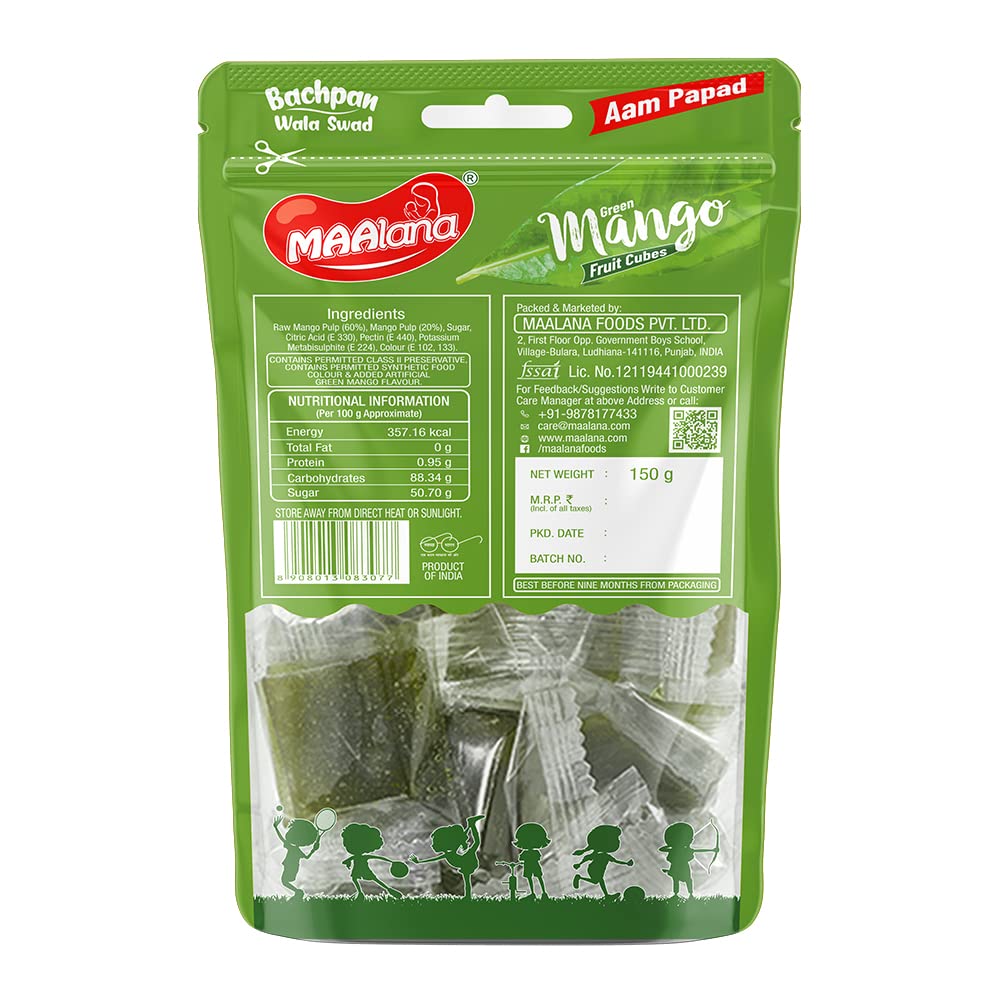 Bachpan
Wala Swad
Aam Papad
MAAlana®
Green
Mango
Fruit Cubes
Ingredients
Raw Mango Pulp (60%), Mango Pulp (20%), Sugar,
Citric Acid (E 330), Pectin (E 440), Potassium
Metabisulphite (E 224), Colour (E 102, 133).
CONTAINS PERMITTED CLASS II PRESERVATIVE,
CONTAINS PERMITTED SYNTHETIC FOOD
COLOUR & ADDED ARTIFICIAL
GREEN MANGO FLAVOUR.
NUTRITIONAL INFORMATION
(Per 100 g Approximate)
Energy 357.16 kcal
Total Fat 0 g
Protein 0.95 g
Carbohydrates 88.34 g
Sugar 50.70 g
STORE AWAY FROM DIRECT HEAT OR SUNLIGHT.
8 908013 083077
PRODUCT
OF INDIA
Packed & Marketed by:
MAALANA FOODS PVT. LTD.
2, First Floor Opp. Government Boys School,
Village-Bulara, Ludhiana-141116, Punjab, INDIA
fssai Lic. No.12119441000239
For Feedback/Suggestions Write to Customer
Care Manager at above Address or call:
+91-9878177433
care@maalana.com
www.maalana.com
/maalanafoods
NET WEIGHT : 150 g
M.R.P. ₹ :
(Incl. of all taxes)
PKD. DATE :
BATCH NO. :
BEST BEFORE NINE MONTHS FROM PACKAGING